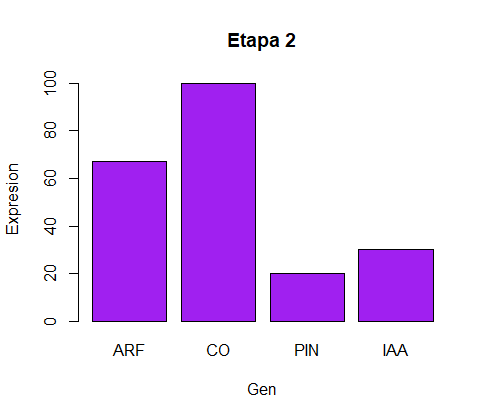 Etapa 2
Expresion
100
80
60
40
20
0
ARF CO PIN IAA
Gen